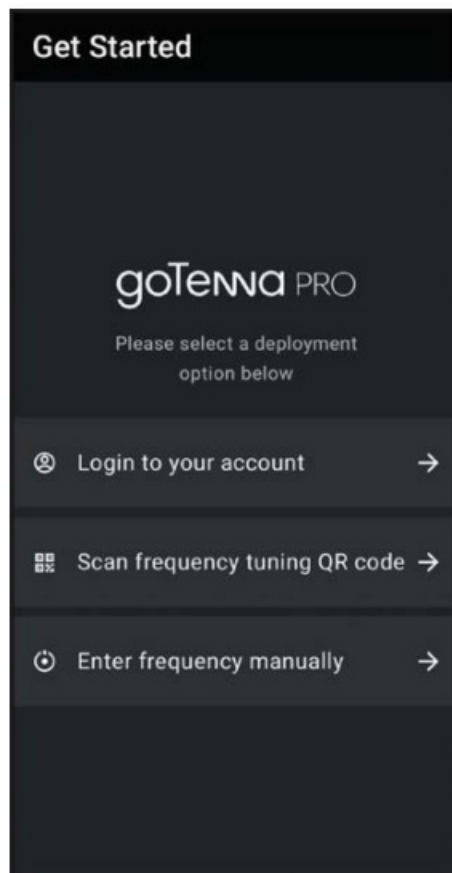 Get Started
goTenna PRO
Please select a deployment
option below
Login to your account
Scan frequency tuning QR code
Enter frequency manually